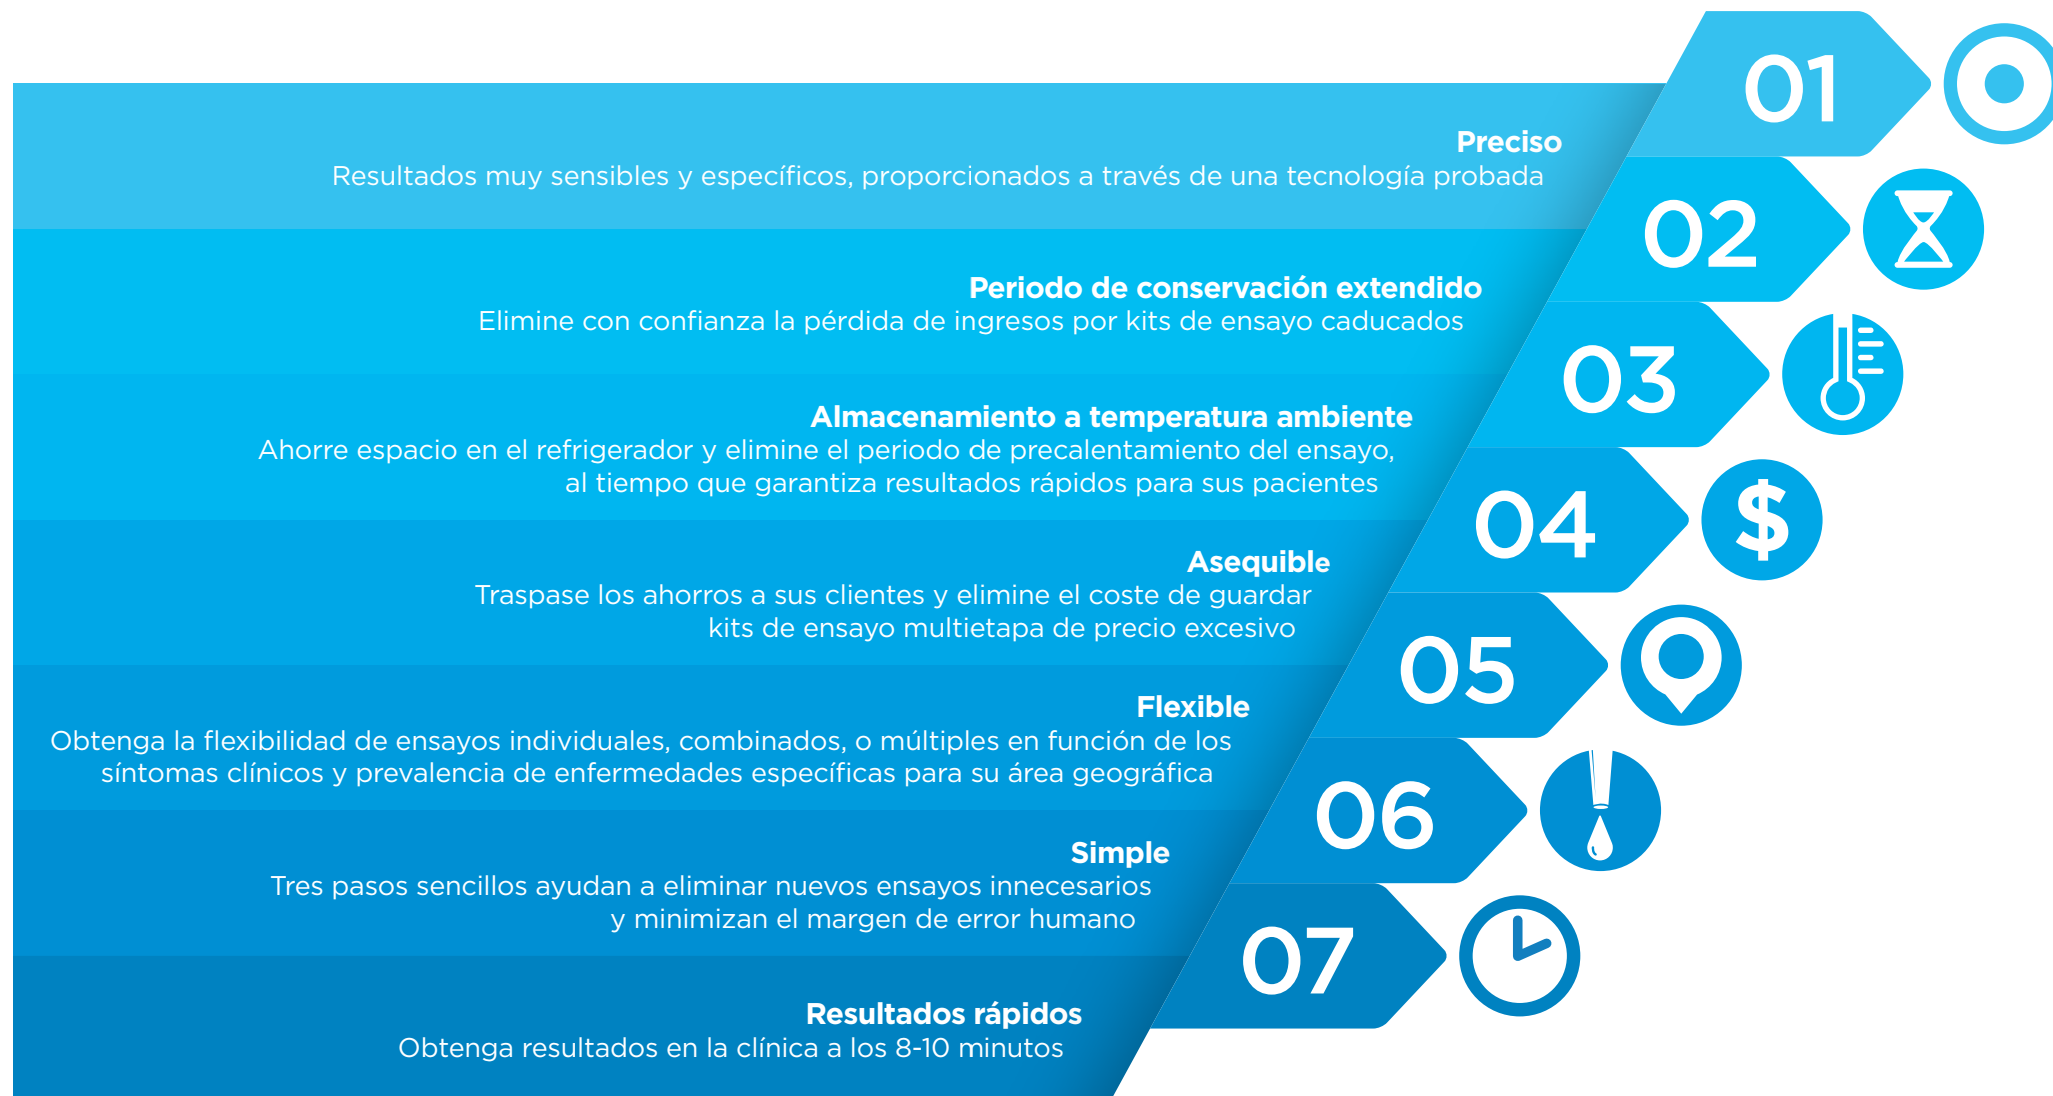 01
Preciso
Resultados muy sensibles y específicos, proporcionados a través de una tecnología probada
02
Periodo de conservación extendido
Elimine con confianza la pérdida de ingresos por kits de ensayo caducados
03
Almacenamiento a temperatura ambiente
Ahorre espacio en el refrigerador y elimine el periodo de precalentamiento del ensayo,
al tiempo que garantiza resultados rápidos para sus pacientes
04
$
Asequible
Traspase los ahorros a sus clientes y elimine el coste de guardar
kits de ensayo multietapa de precio excesivo
05
Flexible
Obtenga la flexibilidad de ensayos individuales, combinados, o múltiples en función de los
síntomas clínicos y prevalencia de enfermedades específicas para su área geográfica
06
Simple
Tres pasos sencillos ayudan a eliminar nuevos ensayos innecesarios
y minimizan el margen de error humano
07
Resultados rápidos
Obtenga resultados en la clínica a los 8-10 minutos